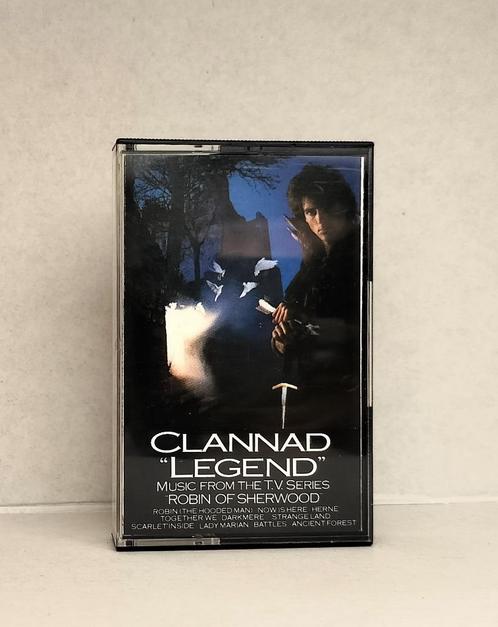 CLANNAD
"LEGEND"
MUSIC FROM THE T.V. SERIES
"ROBIN OF SHERWOOD"
ROBIN (THE HOODED MAN) NOW IS HERE HERNE
TOGETHER WE DARKMERE STRANGE LAND
SCARLET INSIDE LADY MARIAN BATTLES ANCIENT FOREST